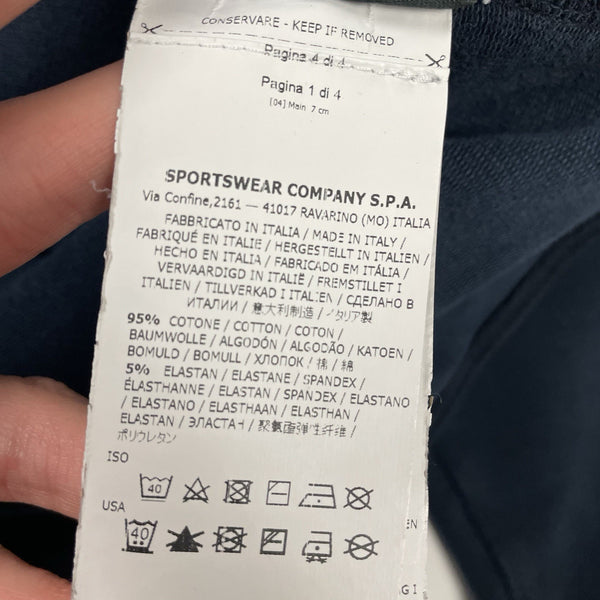 CONSERVARE - KEEP IF REMOVED
Pagina 4 di 4
Pagina 1 di 4
[04] Main 7 cm
SPORTSWEAR COMPANY S.P.A.
Via Confine,2161 — 41017 RAVARINO (MO) ITALIA
FABBRICATO IN ITALIA / MADE IN ITALY /
FABRIQUÉ EN ITALIE / HERGESTELLT IN ITALIEN /
HECHO EN ITALIA / FABRICADO EM ITÁLIA /
VERVAARDIGD IN ITALIË / FREMSTILLET I
ITALIEN / TILLVERKAD I ITALIEN / СДЕЛАНО В
ИТАЛИИ / 意大利制造 / イタリア製
95% COTONE / COTTON / COTON /
BAUMWOLLE / ALGODÓN / ALGODÃO / KATOEN /
BOMULD / BOMULL / ХЛОПОК / 棉 / 綿
5% ELASTAN / ELASTANE / SPANDEX /
ÉLASTHANNE / ELASTAN / SPANDEX / ELASTANO
/ ELASTANO / ELASTHAAN / ELASTHAN /
ELASTAN / ЭЛАСТАН / 聚氨酯弹性纤维 /
ポリウレタン
ISO
40
USA
40
EN
G I